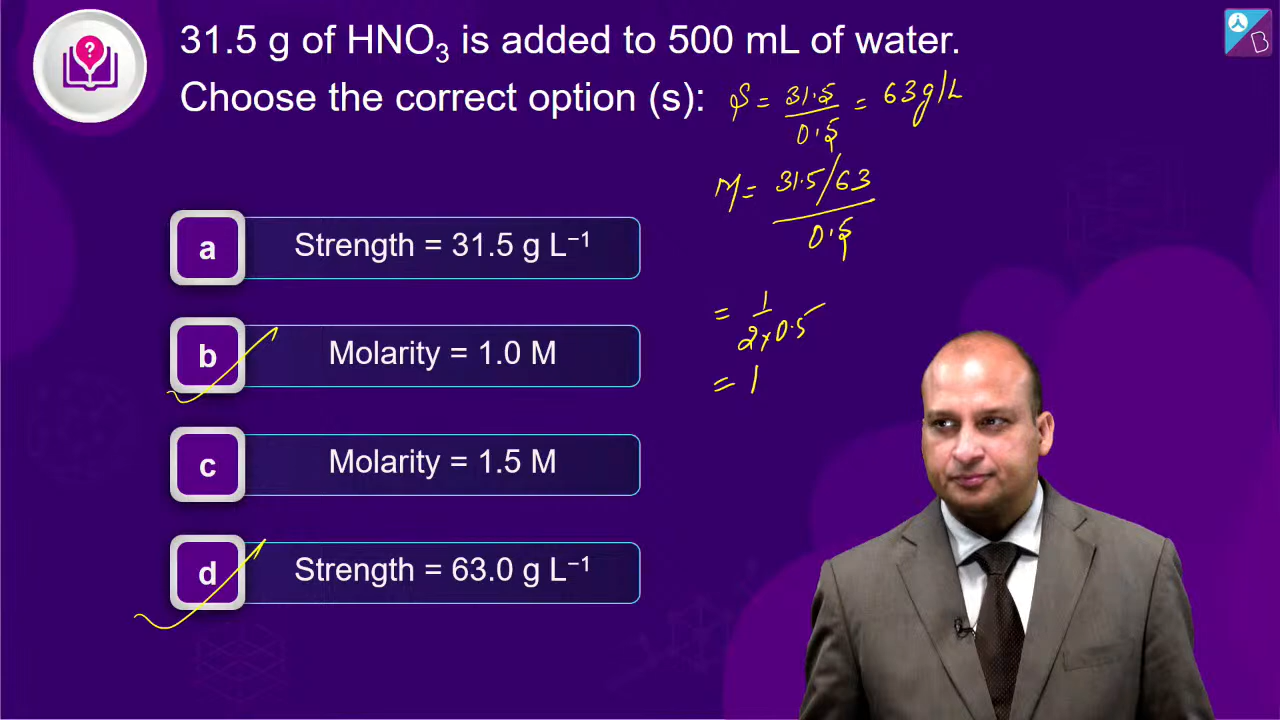 31.5 g of HNO₃ is added to 500 mL of water.
Choose the correct option (s):
S = 31.5 / 0.5 = 63 g/L
M = 31.5/63 / 0.5
= 1 / 2×0.5
= 1
a Strength = 31.5 g L⁻¹
b Molarity = 1.0 M
c Molarity = 1.5 M
d Strength = 63.0 g L⁻¹
?
B